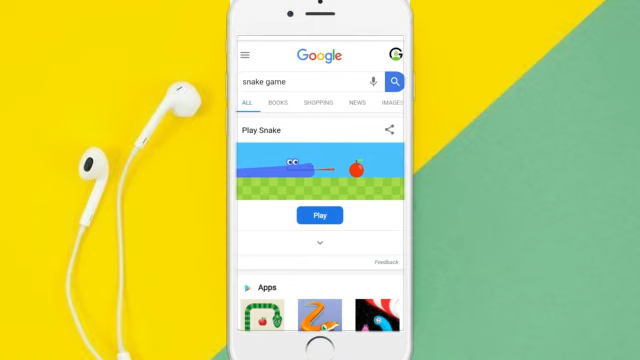 Google
snake game
ALL BOOKS SHOPPING NEWS IMAGES
Play Snake
Play
Feedback
Apps